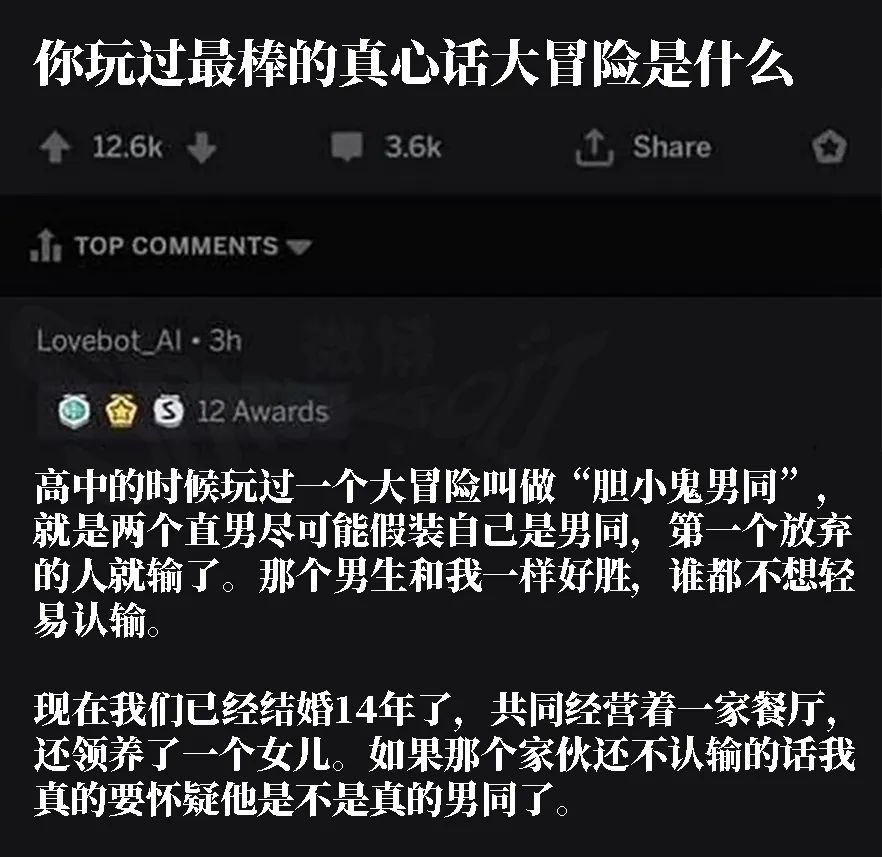 你玩过最棒的真心话大冒险是什么
12.6k 3.6k Share
TOP COMMENTS
Lovebot_AI • 3h
12 Awards
高中的时候玩过一个大冒险叫做“胆小鬼男同”，
就是两个直男尽可能假装自己是男同，第一个放弃
的人就输了。那个男生和我一样好胜，谁都不想轻
易认输。
现在我们已经结婚14年了，共同经营着一家餐厅，
还领养了一个女儿。如果那个家伙还不认输的话我
真的要怀疑他是不是真的男同了。